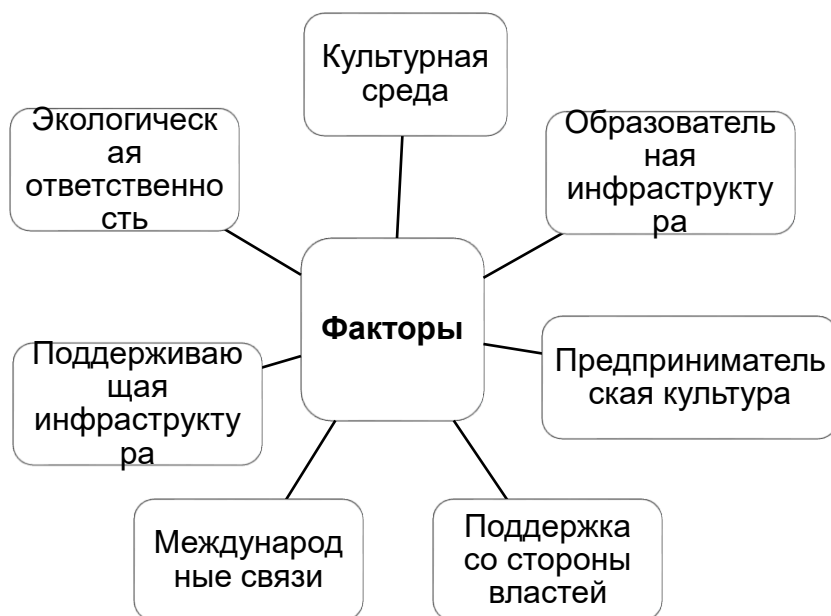 Культурная
среда
Экологическ
ая
ответственно
сть
Образователь
ная
инфраструкту
ра
Факторы
Поддерживаю
щая
инфраструкту
ра
Предприниматель
ская культура
Международ
ные связи
Поддержка
со стороны
властей